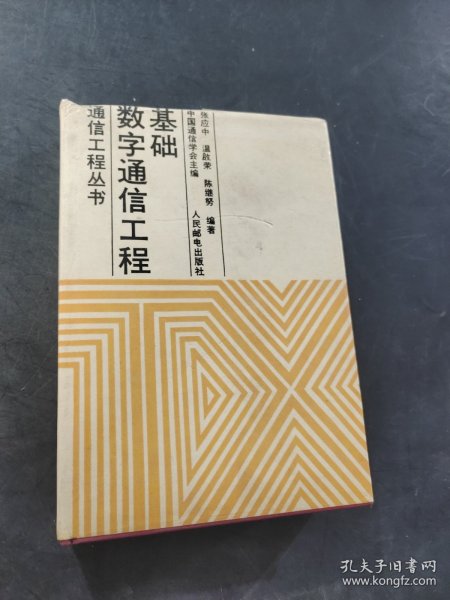 通信工程丛书
数字通信工程
基础
中国通信学会主编
人民邮电出版社
张应中 温啟荣 陈继努 编著
孔夫子旧书网
www.kongfz.com